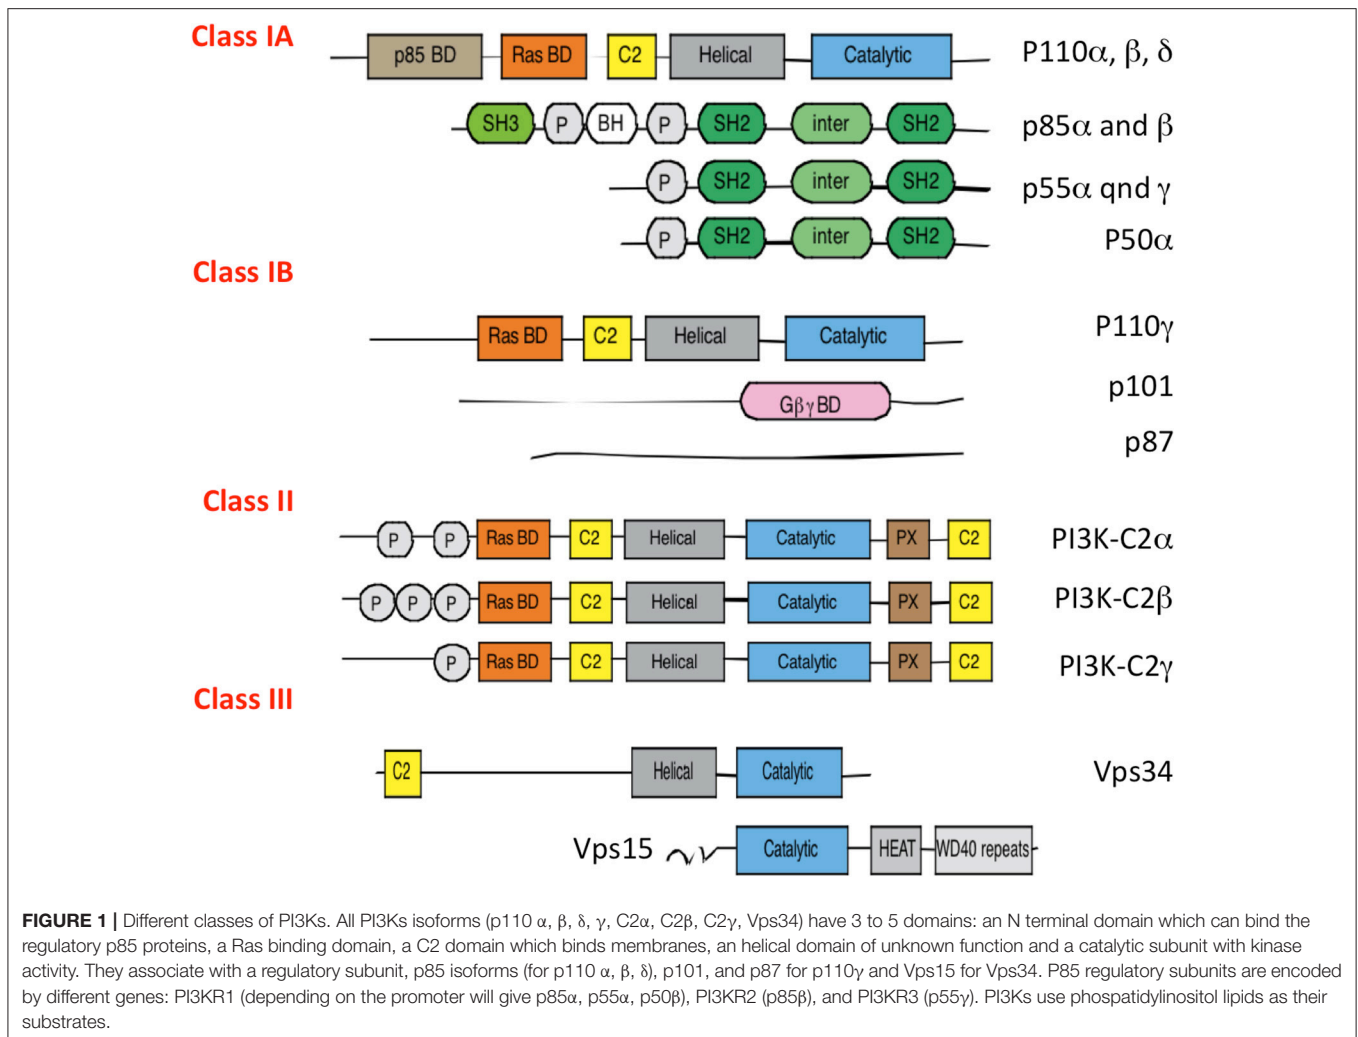 Class IA
p85 BD Ras BD C2 Helical Catalytic P110α, β, δ
SH3 P BH P SH2 inter SH2 p85α and β
P SH2 inter SH2 p55α qnd γ
P SH2 inter SH2 P50α
Class IB
Ras BD C2 Helical Catalytic P110γ
GβγBD p101
p87
Class II
P P Ras BD C2 Helical Catalytic PX C2 PI3K-C2α
P P P Ras BD C2 Helical Catalytic PX C2 PI3K-C2β
P Ras BD C2 Helical Catalytic PX C2 PI3K-C2γ
Class III
C2 Helical Catalytic Vps34
Vps15 Catalytic HEAT WD40 repeats
FIGURE 1 | Different classes of PI3Ks. All PI3Ks isoforms (p110 α, β, δ, γ, C2α, C2β, C2γ, Vps34) have 3 to 5 domains: an N terminal domain which can bind the
regulatory p85 proteins, a Ras binding domain, a C2 domain which binds membranes, an helical domain of unknown function and a catalytic subunit with kinase
activity. They associate with a regulatory subunit, p85 isoforms (for p110 α, β, δ), p101, and p87 for p110γ and Vps15 for Vps34. P85 regulatory subunits are encoded
by different genes: PI3KR1 (depending on the promoter will give p85α, p55α, p50β), PI3KR2 (p85β), and PI3KR3 (p55γ). PI3Ks use phospatidylinositol lipids as their
substrates.